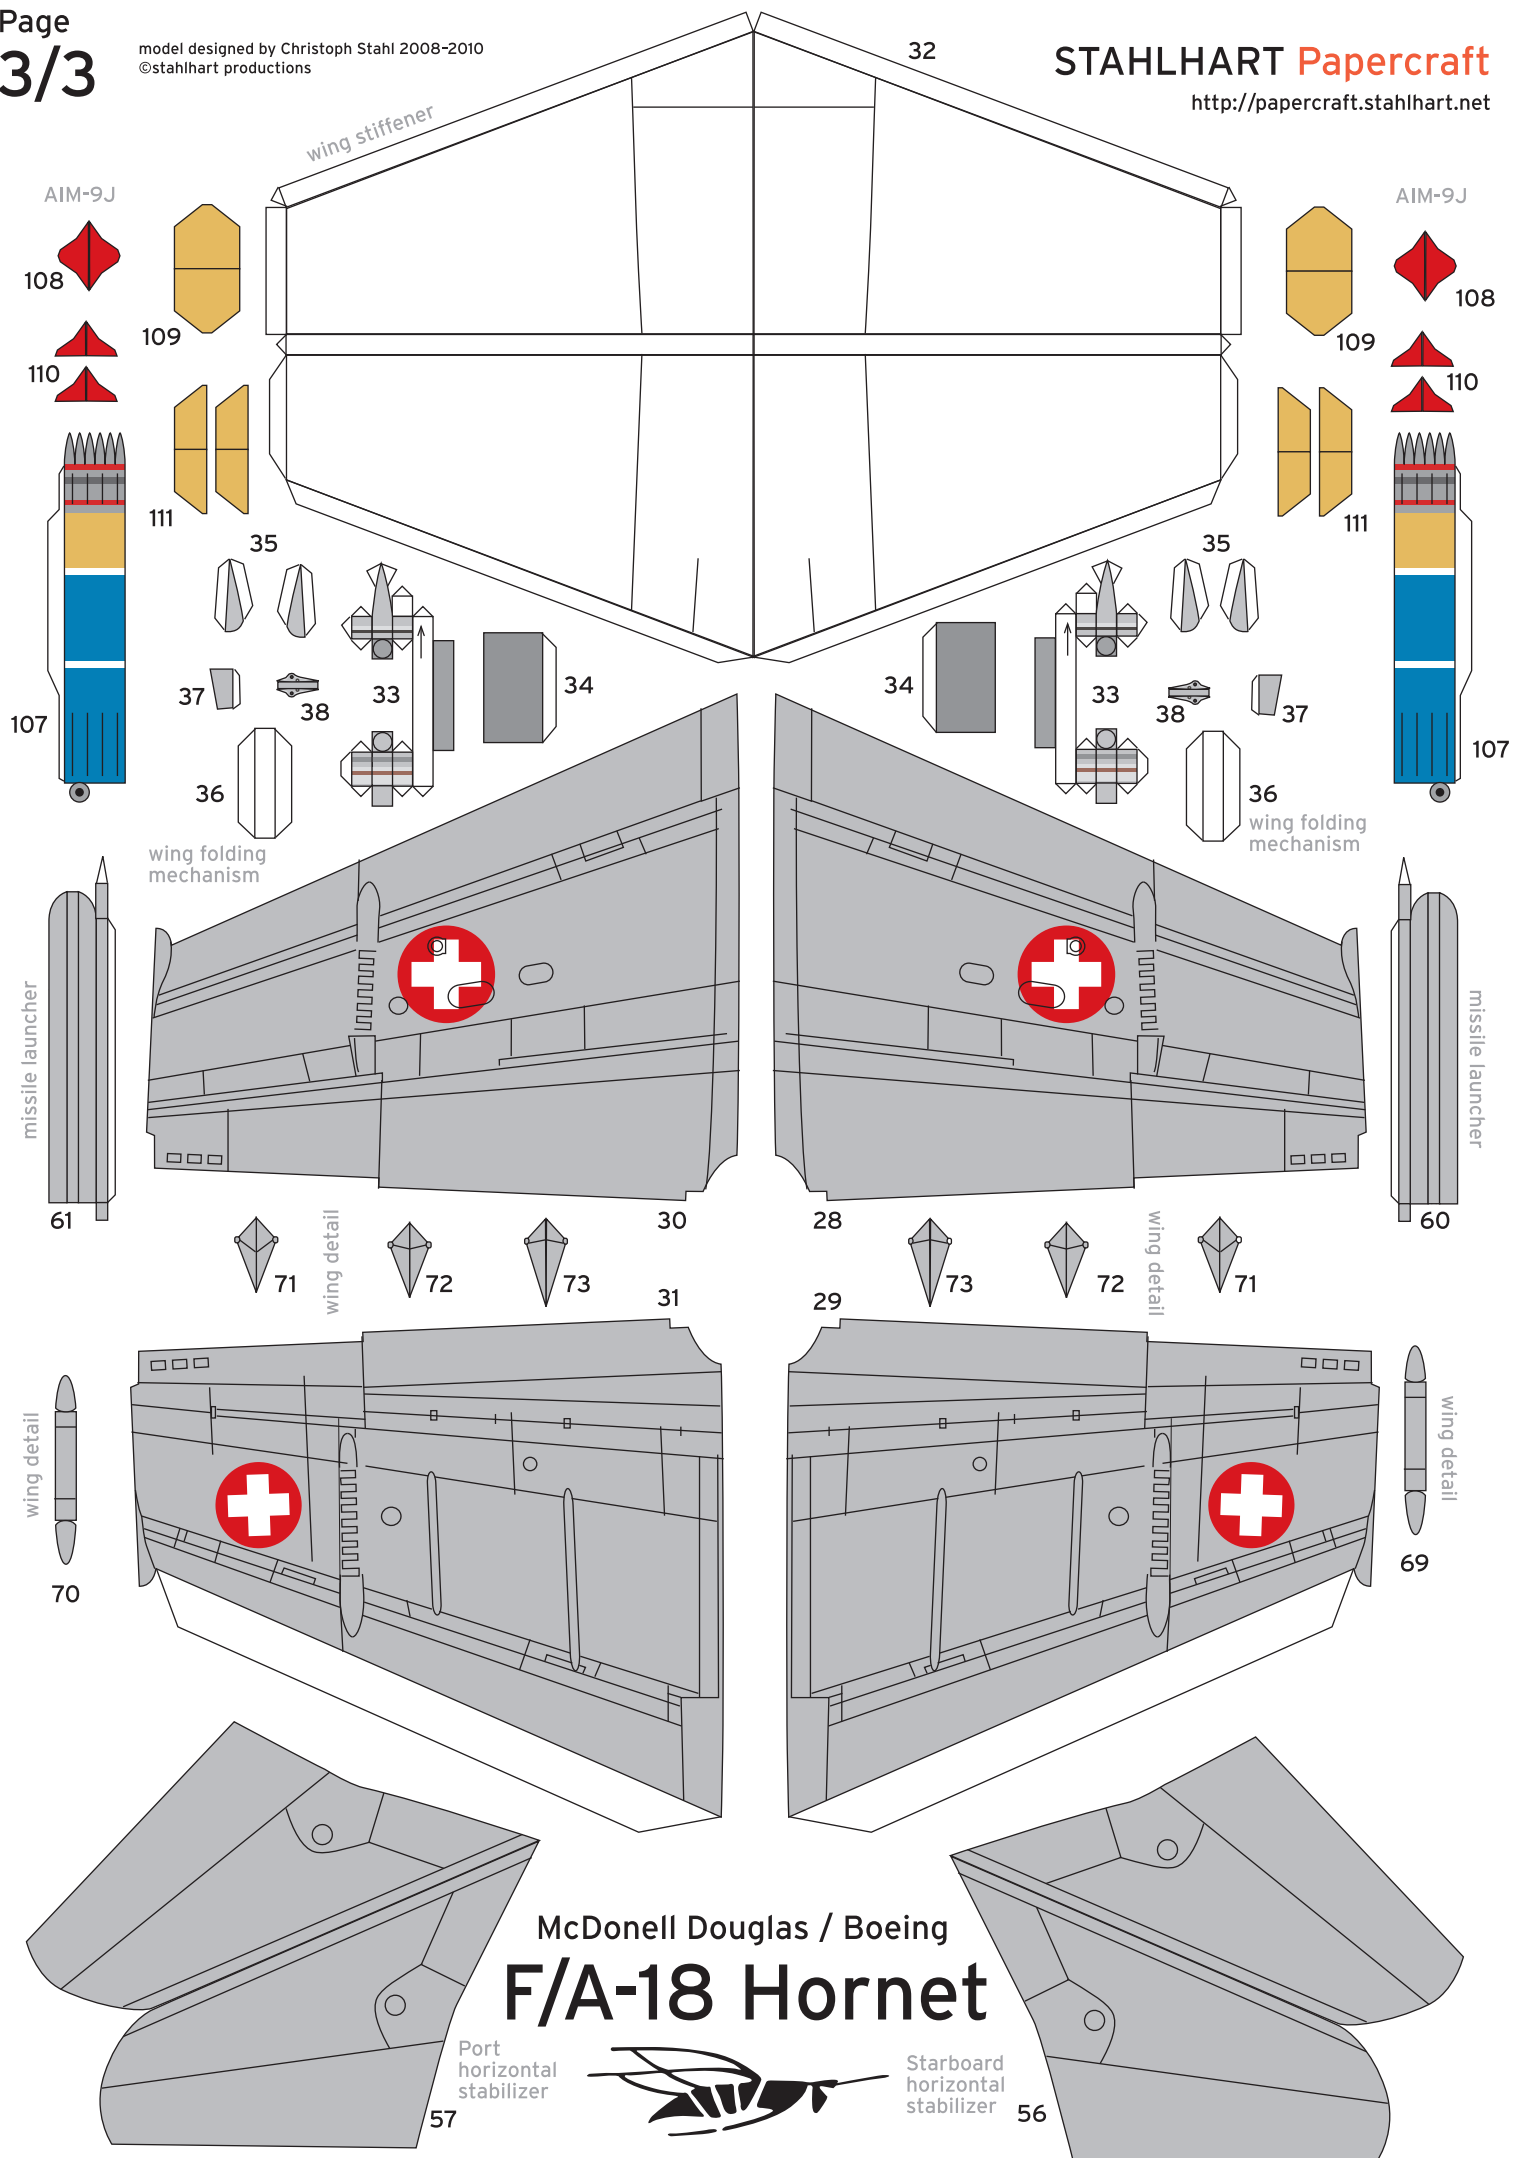 Page
3/3
model designed by Christoph Stahl 2008–2010
©stahlhart productions
32
STAHLHART Papercraft
http://papercraft.stahlhart.net
wing stiffener
AIM-9J
AIM-9J
108
109
110
111
107
108
109
110
111
107
35
37
38
33
34
36
wing folding
mechanism
35
34
33
38
37
36
wing folding
mechanism
missile launcher
61
missile launcher
60
30
28
71
wing detail
72
73
73
72
wing detail
71
31
29
wing detail
70
wing detail
69
McDonell Douglas / Boeing
F/A-18 Hornet
Port
horizontal
stabilizer
57
Starboard
horizontal
stabilizer
56